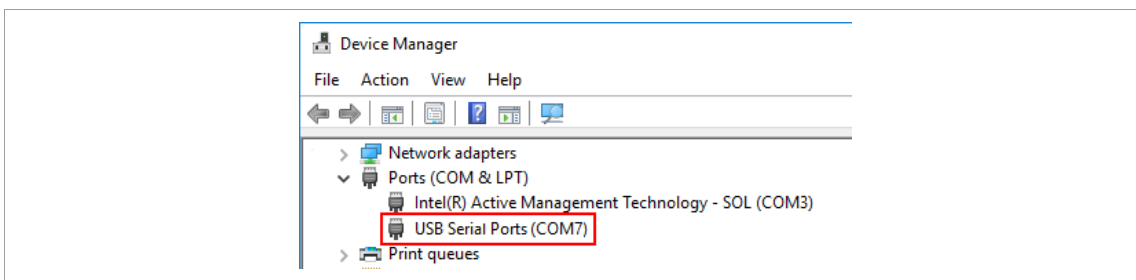 Device Manager
File Action View Help
Network adapters
Ports (COM & LPT)
Intel(R) Active Management Technology - SOL (COM3)
USB Serial Ports (COM7)
Print queues